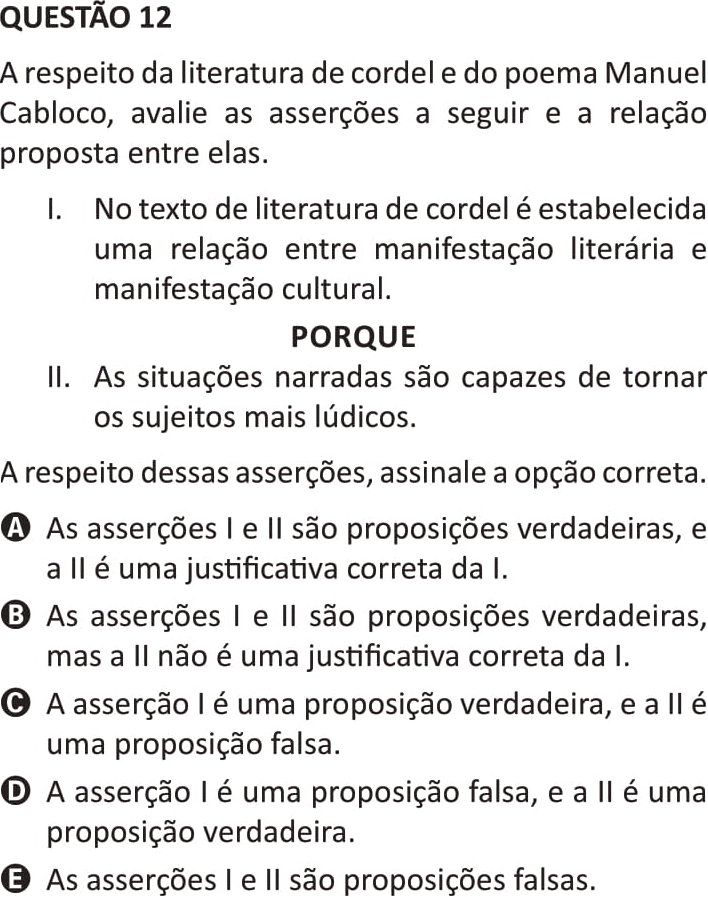 QUESTÃO 12
A respeito da literatura de cordel e do poema Manuel
Cabloco, avalie as asserções a seguir e a relação
proposta entre elas.
I. No texto de literatura de cordel é estabelecida
uma relação entre manifestação literária e
manifestação cultural.
PORQUE
II. As situações narradas são capazes de tornar
os sujeitos mais lúdicos.
A respeito dessas asserções, assinale a opção correta.
A As asserções I e II são proposições verdadeiras, e
a II é uma justificativa correta da I.
B As asserções I e II são proposições verdadeiras,
mas a II não é uma justificativa correta da I.
C A asserção I é uma proposição verdadeira, e a II é
uma proposição falsa.
D A asserção I é uma proposição falsa, e a II é uma
proposição verdadeira.
E As asserções I e II são proposições falsas.